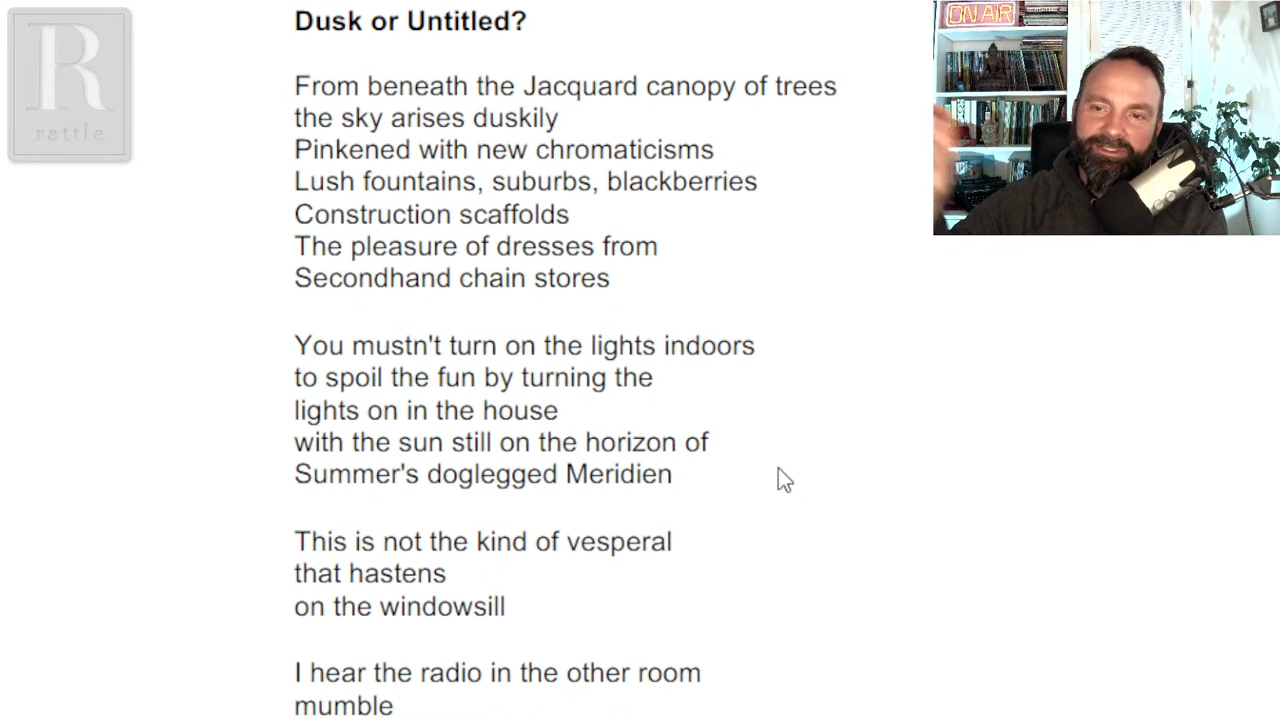 R
rattle
ON AIR
Dusk or Untitled?
From beneath the Jacquard canopy of trees
the sky arises duskily
Pinkened with new chromaticisms
Lush fountains, suburbs, blackberries
Construction scaffolds
The pleasure of dresses from
Secondhand chain stores
You mustn't turn on the lights indoors
to spoil the fun by turning the
lights on in the house
with the sun still on the horizon of
Summer's doglegged Meridien
This is not the kind of vesperal
that hastens
on the windowsill
I hear the radio in the other room
mumble